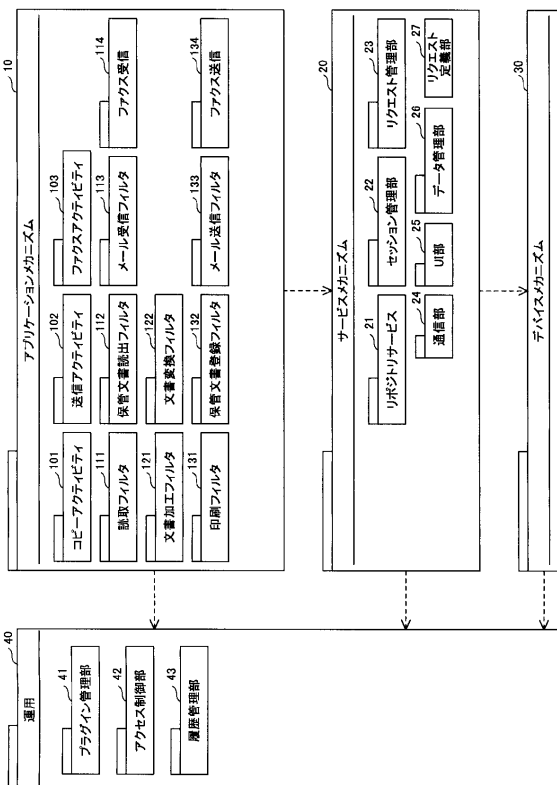 10
アプリケーションメカニズム
101
コピーアクティビティ
102
送信アクティビティ
103
ファクスアクティビティ
111
読取フィルタ
112
保管文書読出フィルタ
113
メール受信フィルタ
114
ファクス受信
121
文書加工フィルタ
122
文書変換フィルタ
131
印刷フィルタ
132
保管文書登録フィルタ
133
メール送信フィルタ
134
ファクス送信
20
サービスメカニズム
21
リポジトリサービス
22
セッション管理部
23
リクエスト管理部
24
通信部
25
UI部
26
データ管理部
27
リクエスト
定義部
30
デバイスメカニズム
40
運用
41
プラグイン管理部
42
アクセス制御部
43
履歴管理部